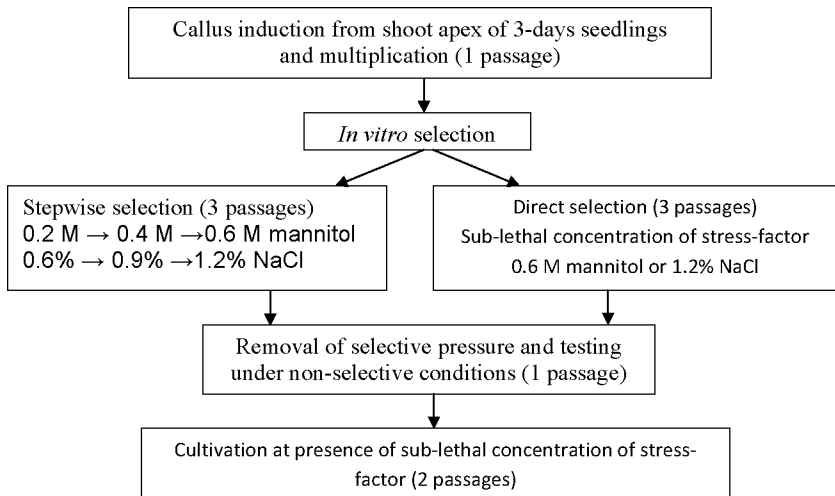 Callus induction from shoot apex of 3-days seedlings
and multiplication (1 passage)
In vitro selection
Stepwise selection (3 passages)
0.2 M → 0.4 M →0.6 M mannitol
0.6% → 0.9% →1.2% NaCl
Direct selection (3 passages)
Sub-lethal concentration of stress-factor
0.6 M mannitol or 1.2% NaCl
Removal of selective pressure and testing
under non-selective conditions (1 passage)
Cultivation at presence of sub-lethal concentration of stress-
factor (2 passages)